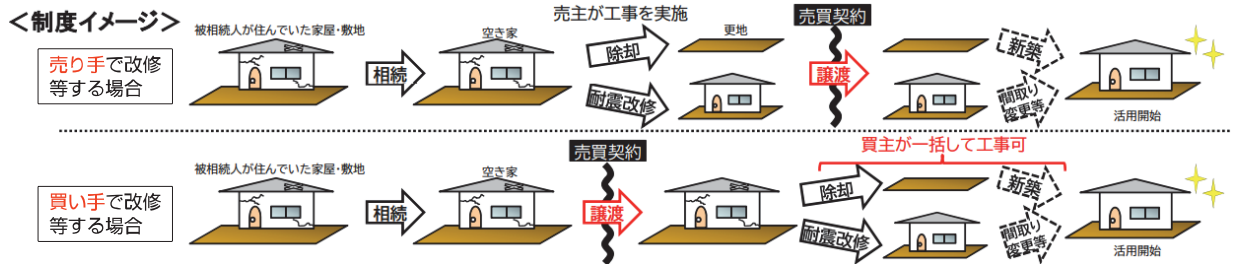 ＜制度イメージ＞
売り手で改修
等する場合
被相続人が住んでいた家屋・敷地
相続
空き家
売主が工事を実施
除却
耐震改修
更地
売買契約
譲渡
新築
間取り
変更等
活用開始
買い手で改修
等する場合
被相続人が住んでいた家屋・敷地
相続
空き家
売買契約
譲渡
買主が一括して工事可
除却
耐震改修
新築
間取り
変更等
活用開始